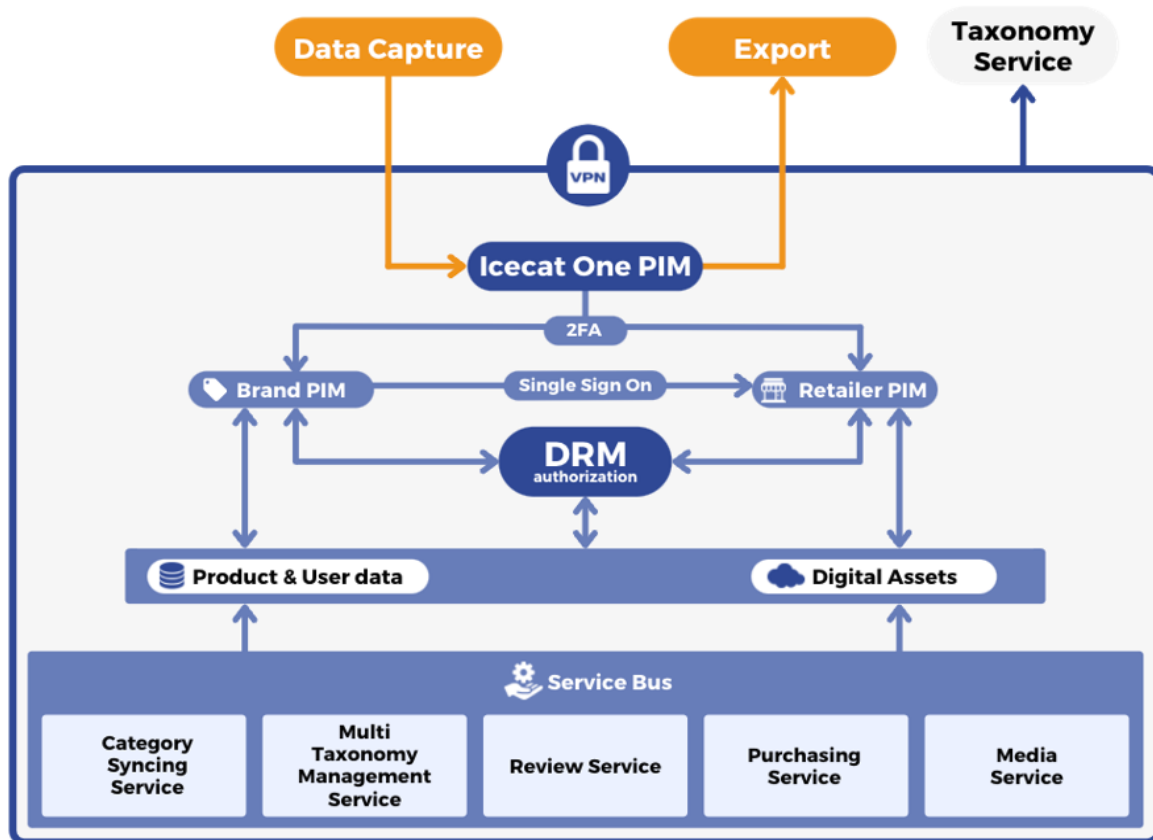 Data Capture
Export
Taxonomy
Service
VPN
Icecat One PIM
2FA
Brand PIM
Single Sign On
Retailer PIM
DRM
authorization
Product & User data
Digital Assets
Service Bus
Category
Syncing
Service
Multi
Taxonomy
Management
Service
Review Service
Purchasing
Service
Media
Service